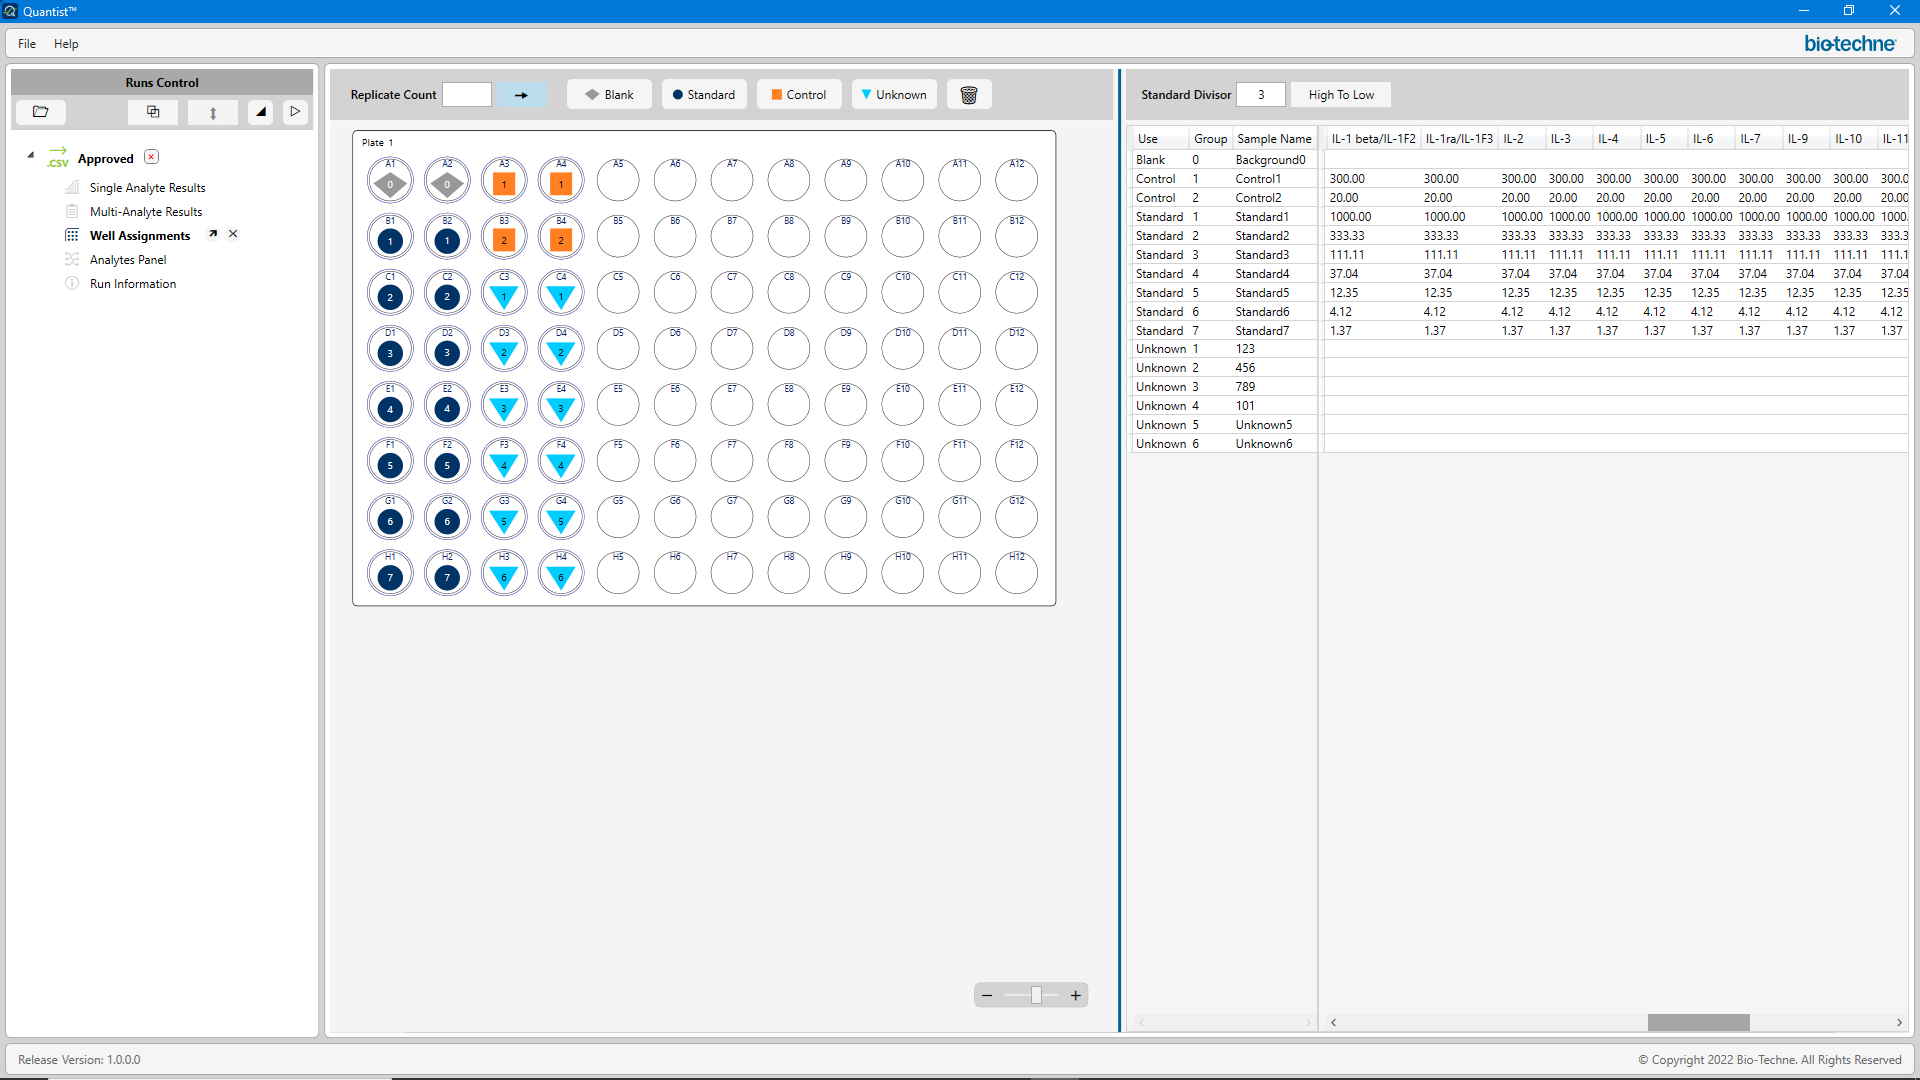 Quantist™
File Help
bio-techne
Runs Control
.CSV Approved
Single Analyte Results
Multi-Analyte Results
Well Assignments
Analytes Panel
Run Information
Replicate Count Blank Standard Control Unknown
Plate 1
A1 A2 A3 A4 A5 A6 A7 A8 A9 A10 A11 A12
0 0 1 1
B1 B2 B3 B4 B5 B6 B7 B8 B9 B10 B11 B12
1 1 2 2
C1 C2 C3 C4 C5 C6 C7 C8 C9 C10 C11 C12
2 2 1 1
D1 D2 D3 D4 D5 D6 D7 D8 D9 D10 D11 D12
3 3 2 2
E1 E2 E3 E4 E5 E6 E7 E8 E9 E10 E11 E12
4 4 3 3
F1 F2 F3 F4 F5 F6 F7 F8 F9 F10 F11 F12
5 5 4 4
G1 G2 G3 G4 G5 G6 G7 G8 G9 G10 G11 G12
6 6 5 5
H1 H2 H3 H4 H5 H6 H7 H8 H9 H10 H11 H12
7 7 6 6
Standard Divisor 3 High To Low
Use Group Sample Name IL-1 beta/IL-1F2 IL-1ra/IL-1F3 IL-2 IL-3 IL-4 IL-5 IL-6 IL-7 IL-9 IL-10 IL-11
Blank 0 Background0
Control 1 Control1 300.00 300.00 300.00 300.00 300.00 300.00 300.00 300.00 300.00 300.00 300.0
Control 2 Control2 20.00 20.00 20.00 20.00 20.00 20.00 20.00 20.00 20.00 20.00 20.00
Standard 1 Standard1 1000.00 1000.00 1000.00 1000.00 1000.00 1000.00 1000.00 1000.00 1000.00 1000.00 1000.
Standard 2 Standard2 333.33 333.33 333.33 333.33 333.33 333.33 333.33 333.33 333.33 333.33 333.3
Standard 3 Standard3 111.11 111.11 111.11 111.11 111.11 111.11 111.11 111.11 111.11 111.11 111.1
Standard 4 Standard4 37.04 37.04 37.04 37.04 37.04 37.04 37.04 37.04 37.04 37.04 37.04
Standard 5 Standard5 12.35 12.35 12.35 12.35 12.35 12.35 12.35 12.35 12.35 12.35 12.35
Standard 6 Standard6 4.12 4.12 4.12 4.12 4.12 4.12 4.12 4.12 4.12 4.12 4.12
Standard 7 Standard7 1.37 1.37 1.37 1.37 1.37 1.37 1.37 1.37 1.37 1.37 1.37
Unknown 1 123
Unknown 2 456
Unknown 3 789
Unknown 4 101
Unknown 5 Unknown5
Unknown 6 Unknown6
Release Version: 1.0.0.0
© Copyright 2022 Bio-Techne. All Rights Reserved